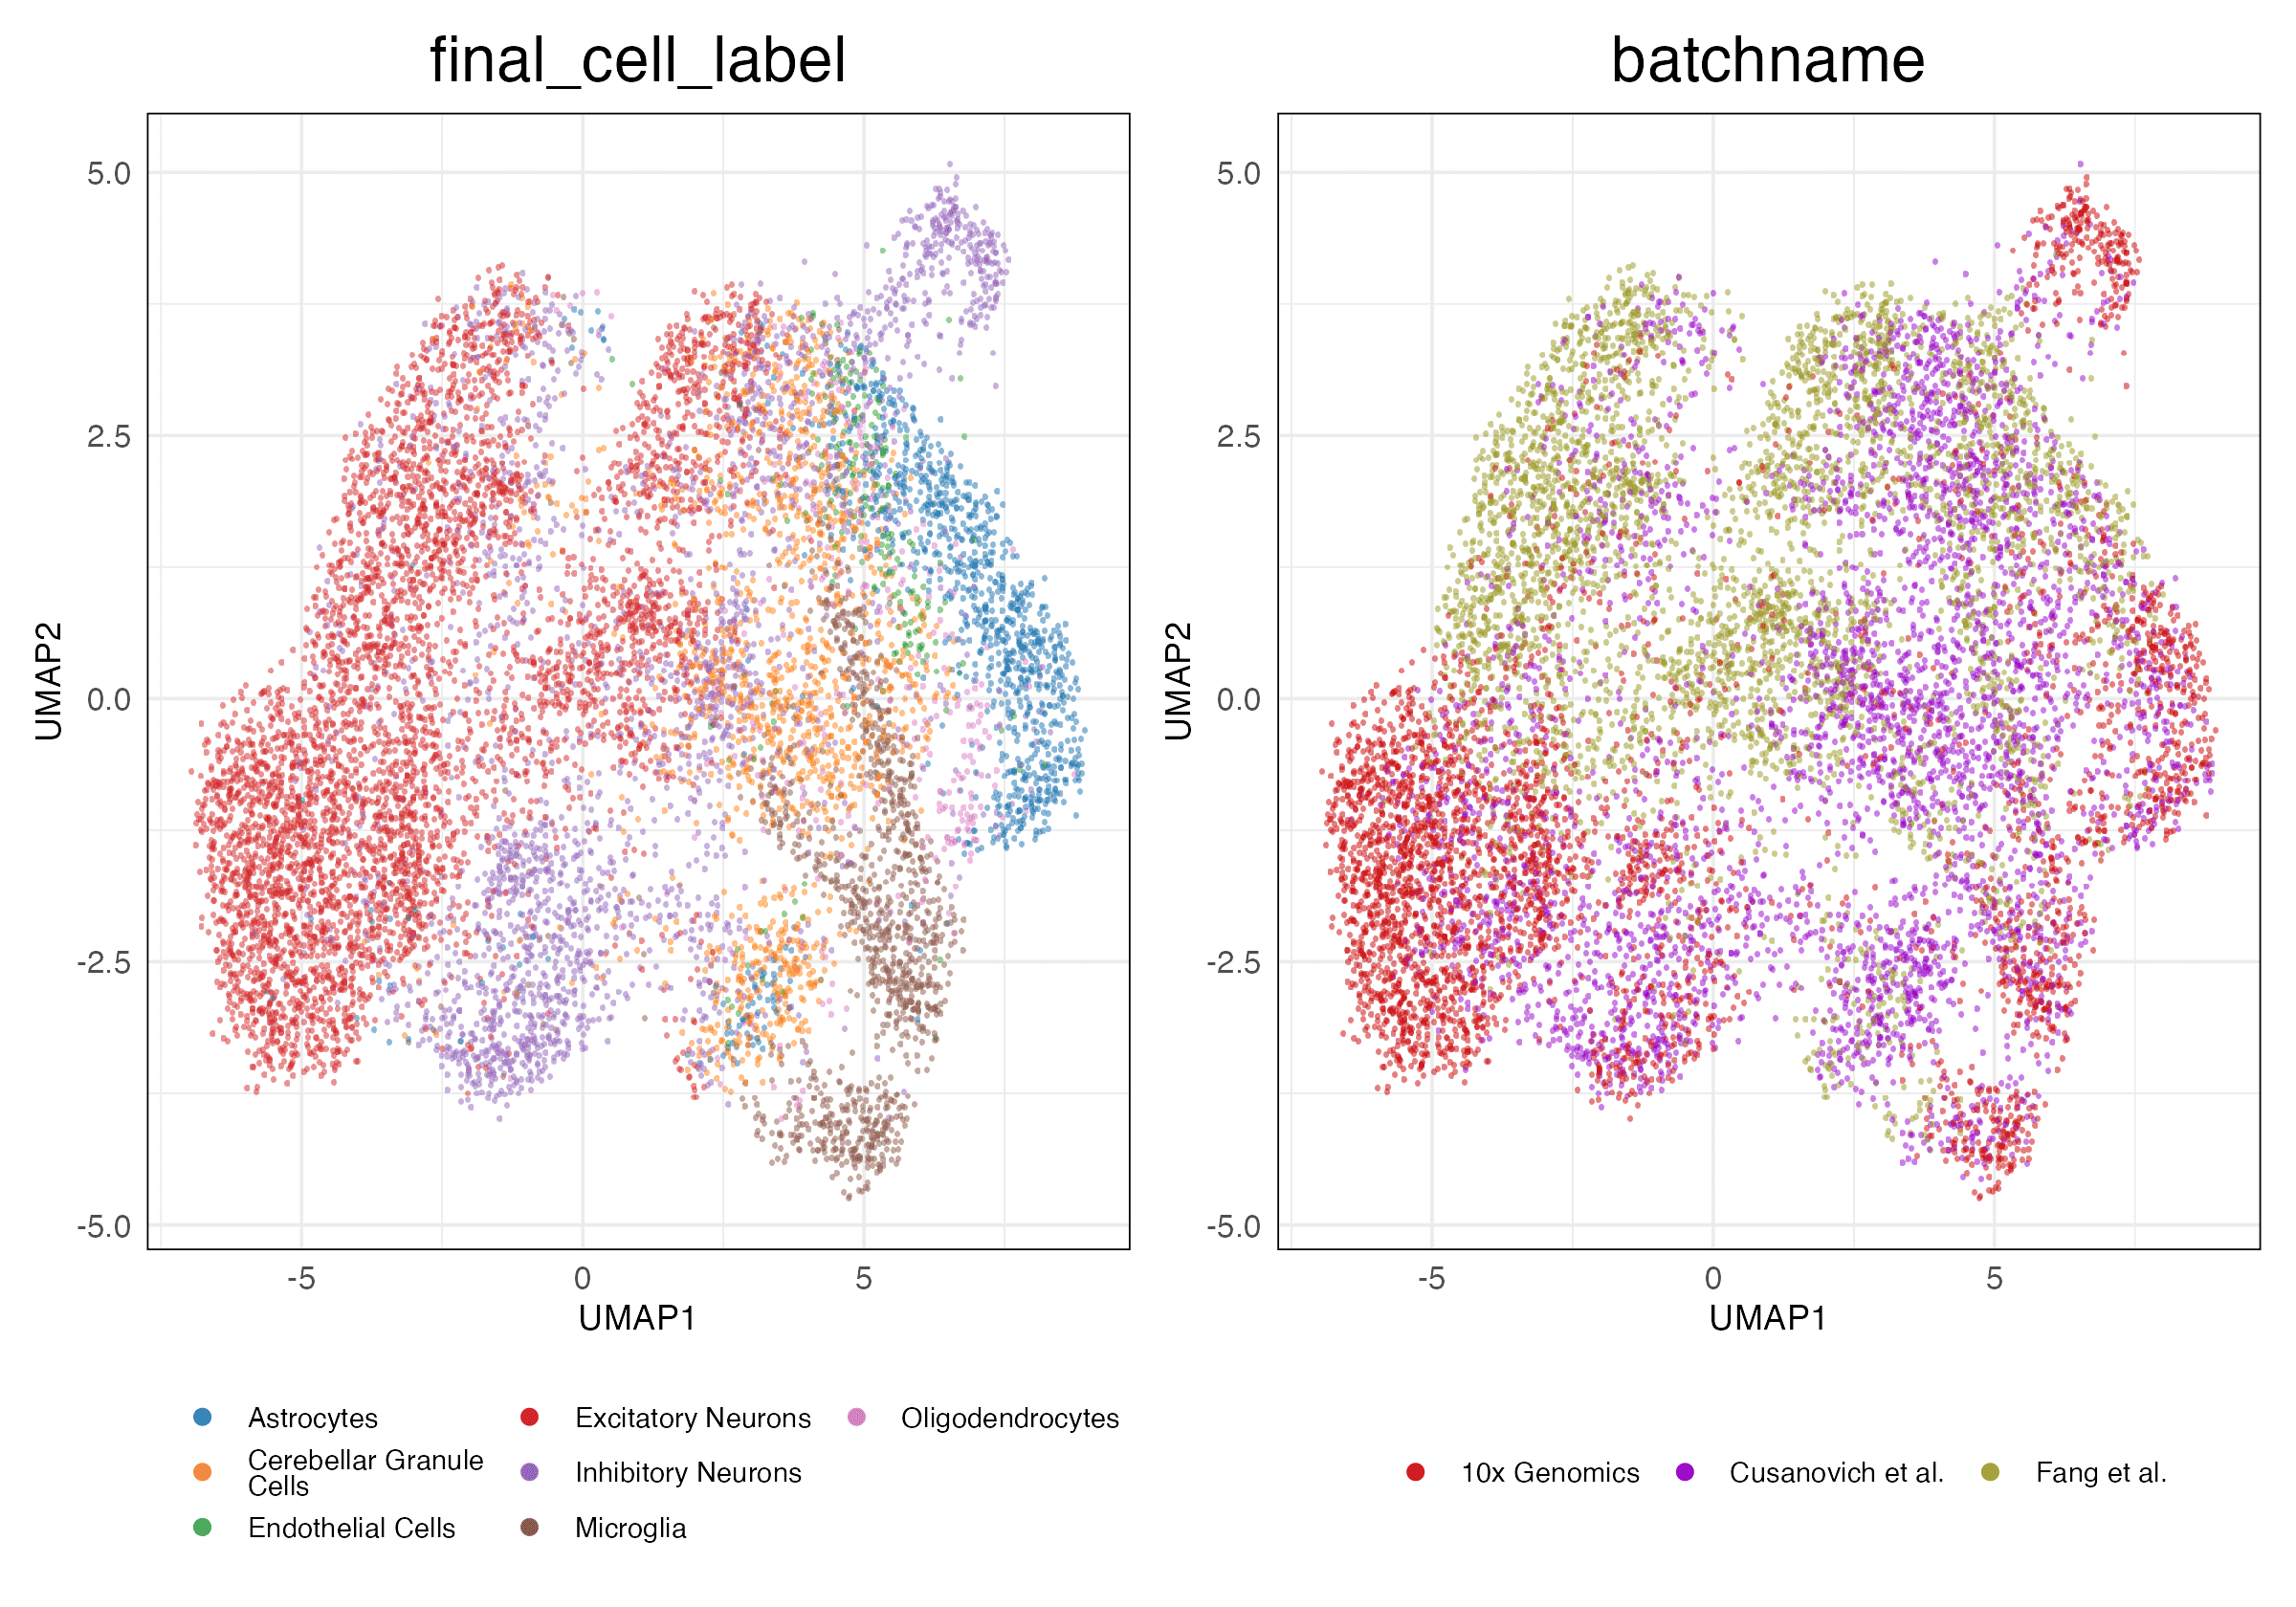 final_cell_label
5.0
2.5
0.0
-2.5
-5.0
UMAP2
-5 0 5
UMAP1
Astrocytes
Cerebellar Granule
Cells
Endothelial Cells
Excitatory Neurons
Inhibitory Neurons
Microglia
Oligodendrocytes
batchname
5.0
2.5
0.0
-2.5
-5.0
UMAP2
-5 0 5
UMAP1
10x Genomics
Cusanovich et al.
Fang et al.